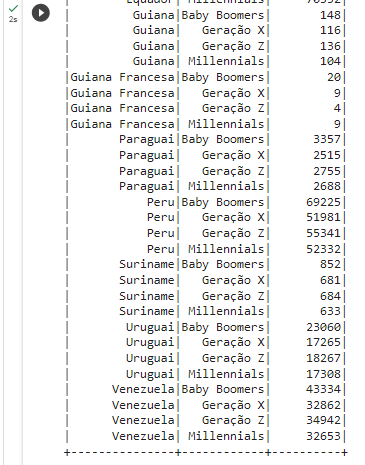 |        Equador| Millennials|     70552|
|         Guiana|Baby Boomers|       148|
|         Guiana|   Geração X|       116|
|         Guiana|   Geração Z|       136|
|         Guiana| Millennials|       104|
|Guiana Francesa|Baby Boomers|        20|
|Guiana Francesa|   Geração X|         9|
|Guiana Francesa|   Geração Z|         4|
|Guiana Francesa| Millennials|         9|
|       Paraguai|Baby Boomers|      3357|
|       Paraguai|   Geração X|      2515|
|       Paraguai|   Geração Z|      2755|
|       Paraguai| Millennials|      2688|
|           Peru|Baby Boomers|     69225|
|           Peru|   Geração X|     51981|
|           Peru|   Geração Z|     55341|
|           Peru| Millennials|     52332|
|       Suriname|Baby Boomers|       852|
|       Suriname|   Geração X|       681|
|       Suriname|   Geração Z|       684|
|       Suriname| Millennials|       633|
|        Uruguai|Baby Boomers|     23060|
|        Uruguai|   Geração X|     17265|
|        Uruguai|   Geração Z|     18267|
|        Uruguai| Millennials|     17308|
|      Venezuela|Baby Boomers|     43334|
|      Venezuela|   Geração X|     32862|
|      Venezuela|   Geração Z|     34942|
|      Venezuela| Millennials|     32653|
+---------------+------------+----------+
2s